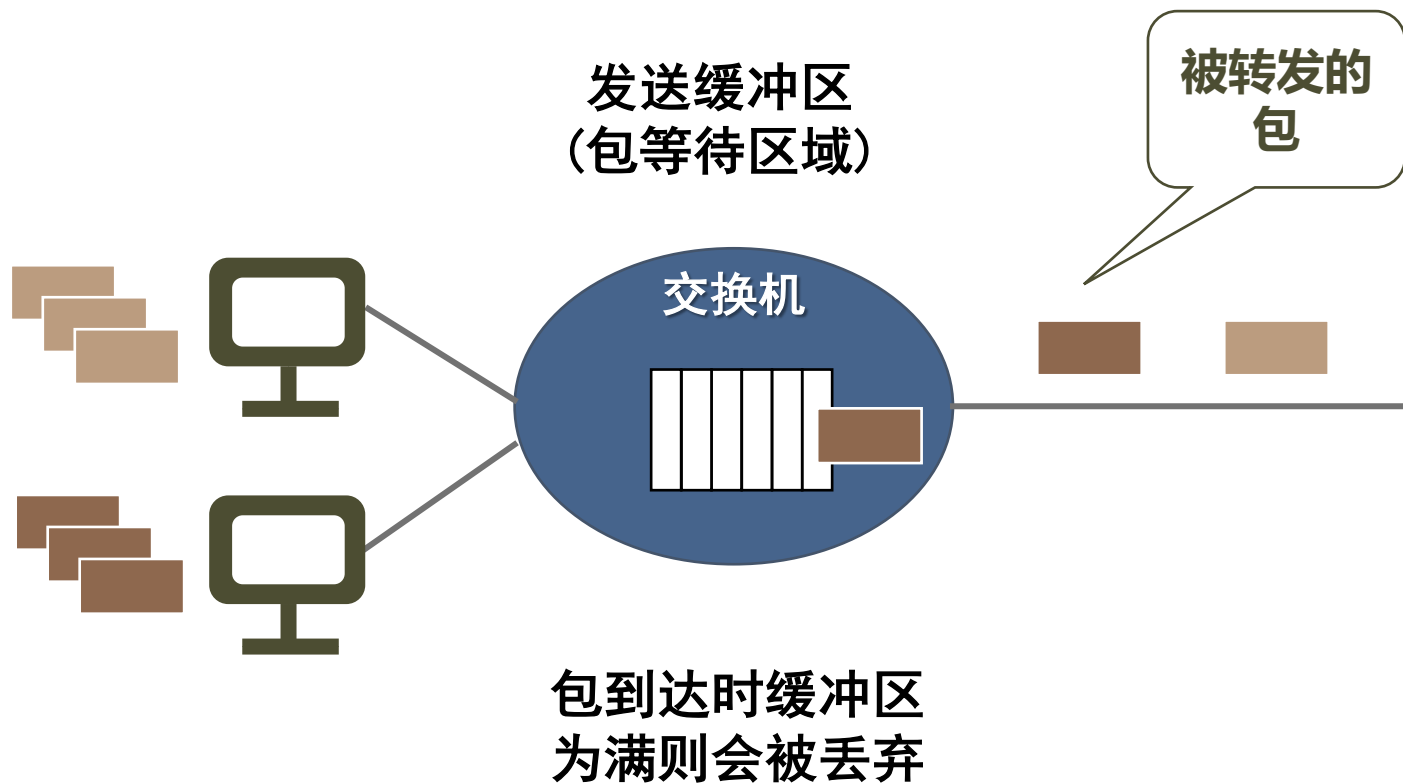 发送缓冲区
(包等待区域)
被转发的
包
交换机
包到达时缓冲区
为满则会被丢弃